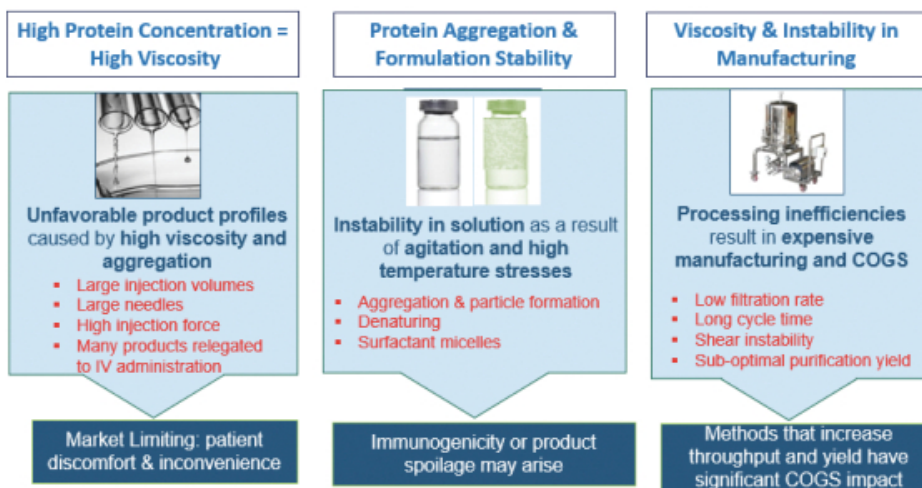 High Protein Concentration =
High Viscosity
Unfavorable product profiles
caused by high viscosity and
aggregation
▪ Large injection volumes
▪ Large needles
▪ High injection force
▪ Many products relegated
to IV administration
Market Limiting: patient
discomfort & inconvenience
Protein Aggregation &
Formulation Stability
Instability in solution as a result
of agitation and high
temperature stresses
▪ Aggregation & particle formation
▪ Denaturing
▪ Surfactant micelles
Immunogenicity or product
spoilage may arise
Viscosity & Instability in
Manufacturing
Processing inefficiencies
result in expensive
manufacturing and COGS
▪ Low filtration rate
▪ Long cycle time
▪ Shear instability
▪ Sub-optimal purification yield
Methods that increase
throughput and yield have
significant COGS impact